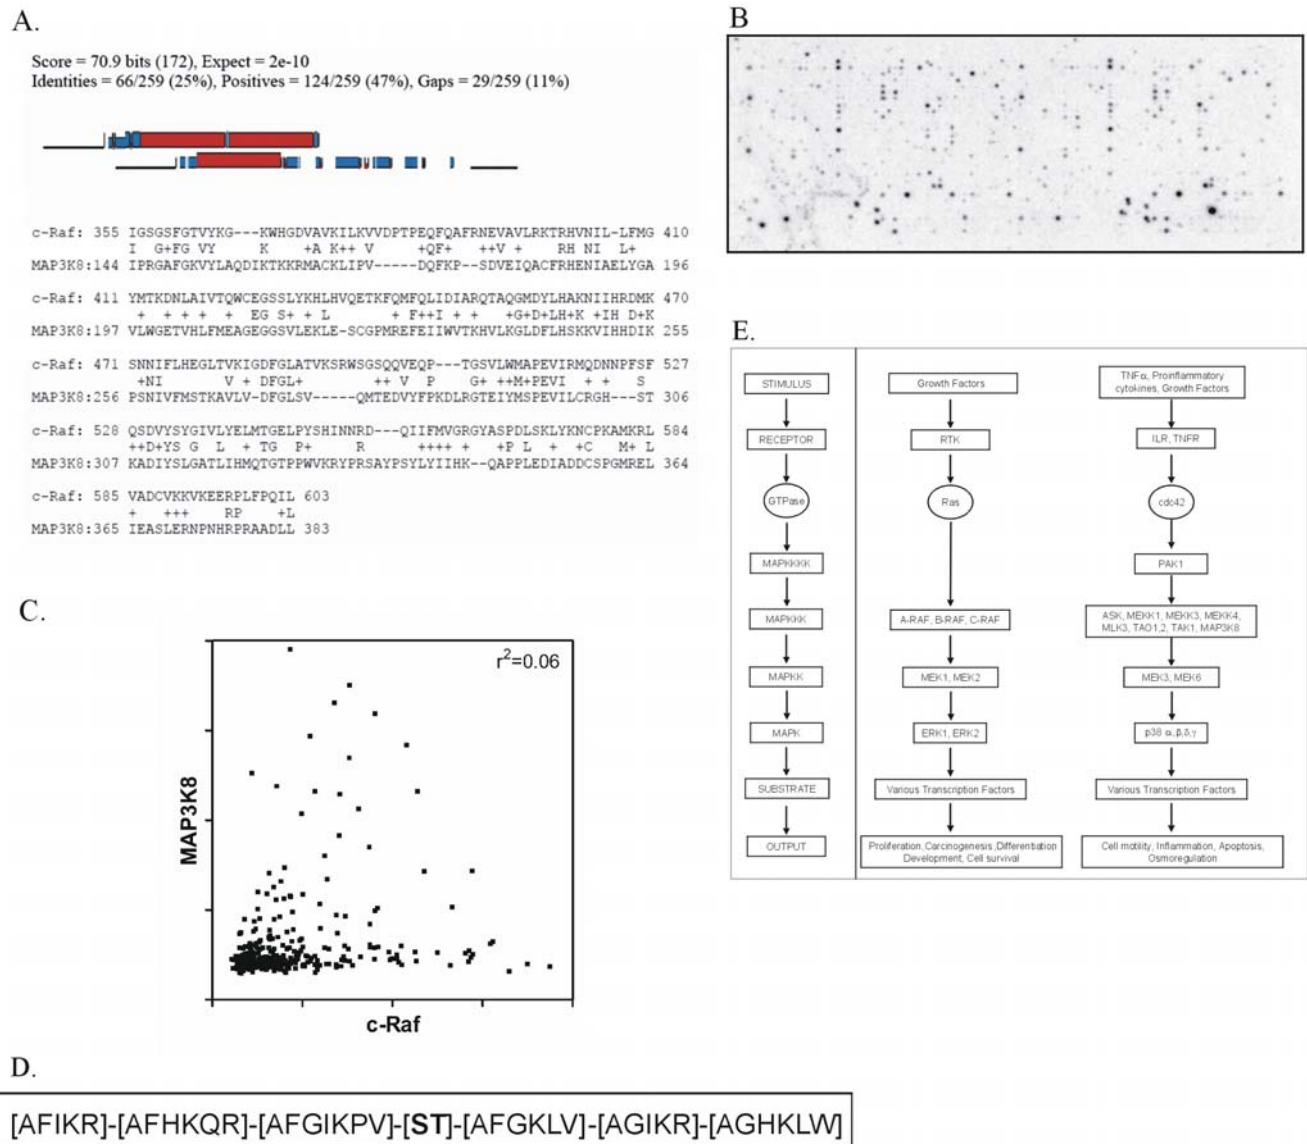 A.
Score = 70.9 bits (172), Expect = 2e-10
Identities = 66/259 (25%), Positives = 124/259 (47%), Gaps = 29/259 (11%)
c-Raf: 355 IGSGSFGTVYKG---KWHGDVAVKILKVVDPTPEQFQAFRNEVAVLRKTRHVNIL-LFMG 410
I G+FG VY K +A K++ V +QF+ ++V + RH NI L+
MAP3K8:144 IPRGAFGKVYLAQDIKTKKRMACKLIPV-----DQFKP--SDVEIQACFRHENIAELYGA 196
c-Raf: 411 YMTKDNLAIVTQWCEGSSLYKHLHVQETKFQMFQLIDIARQTAQGMDYLHAKNIIHRDMK 470
+ + + + EG S+ + L + F++I + +G+D+LH+K +IH D+K
MAP3K8:197 VLWGETVHLFMEAGEGGSVLEKLE-SCGPMREFEIIWVTKHVLKGLDFLHSKKVIHHDIK 255
c-Raf: 471 SNNIFLHEGLTVKIGDFGLATVKSRWSGSQQVEQP---TGSVLWMAPEVIRMQDNNPFSF 527
+NI V + DFGL+ ++ V P G+ ++M+PEVI + + S
MAP3K8:256 PSNIVFMSTKAVLV-DFGLSV-----QMTEDVYFPKDLRGTEIYMSPEVILCRGH---ST 306
c-Raf: 528 QSDVYSYGIVLYELMTGELPYSHINNRD--QIIFMVGRGYASPDLSKLYKNCPKAMKRL 584
++D+YS G L + TG P+ R ++++ + +P L + +C M+ L
MAP3K8:307 KADIYSLGATLIHMQTGTPPWVKRYPRSAYPSYLYIIHK--QAPPLEDIADDCSPGMREL 364
c-Raf: 585 VADCVKKVKEERPLFPQIL 603
+ +++ RP +L
MAP3K8:365 IEASLERNPNHRPRAADLL 383
B
C.
r²=0.06
MAP3K8
c-Raf
D.
[AFIKR]-[AFHKQR]-[AFGIKPV]-[ST]-[AFGKLV]-[AGIKR]-[AGHKLW]
E.
STIMULUS
RECEPTOR
GTPase
MAPKKKK
MAPKKK
MAPKK
MAPK
SUBSTRATE
OUTPUT
Growth Factors
RTK
Ras
A-RAF, B-RAF, C-RAF
MEK1, MEK2
ERK1, ERK2
Various Transcription Factors
Proliferation, Carcinogenesis ,Differentiation
Development, Cell survival
TNFα, Proinflammatory
cytokines, Growth Factors
ILR, TNFR
cdc42
PAK1
ASK, MEKK1, MEKK3, MEKK4,
MLK3, TAO1,2, TAK1, MAP3K8
MEK3, MEK6
p38 α,β,δ,γ
Various Transcription Factors
Cell motility, Inflammation, Apoptosis,
Osmoregulation